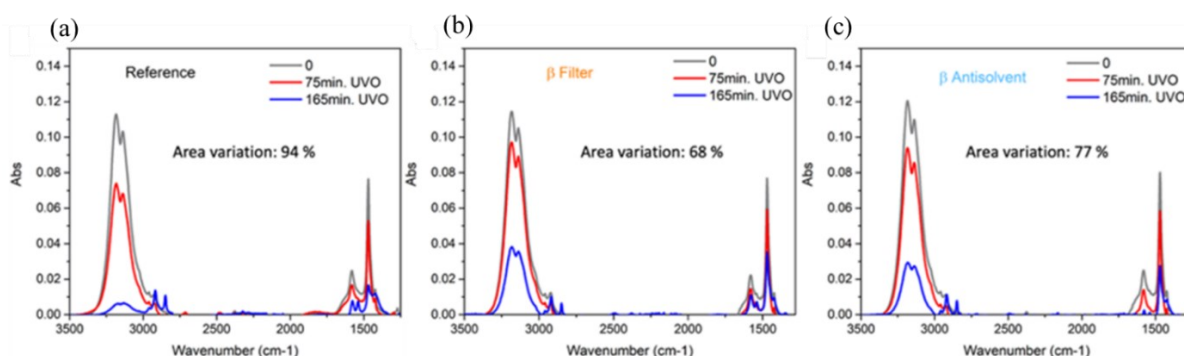 (a)
Reference
0
75min. UVO
165min. UVO
Area variation: 94 %
Abs
0.14
0.12
0.10
0.08
0.06
0.04
0.02
0.00
3500 3000 2500 2000 1500
Wavenumber (cm-1)
(b)
β Filter
0
75min. UVO
165min. UVO
Area variation: 68 %
Abs
0.14
0.12
0.10
0.08
0.06
0.04
0.02
0.00
3500 3000 2500 2000 1500
Wavenumber (cm-1)
(c)
β Antisolvent
0
75min. UVO
165min. UVO
Area variation: 77 %
Abs
0.14
0.12
0.10
0.08
0.06
0.04
0.02
0.00
3500 3000 2500 2000 1500
Wavenumber (cm-1)